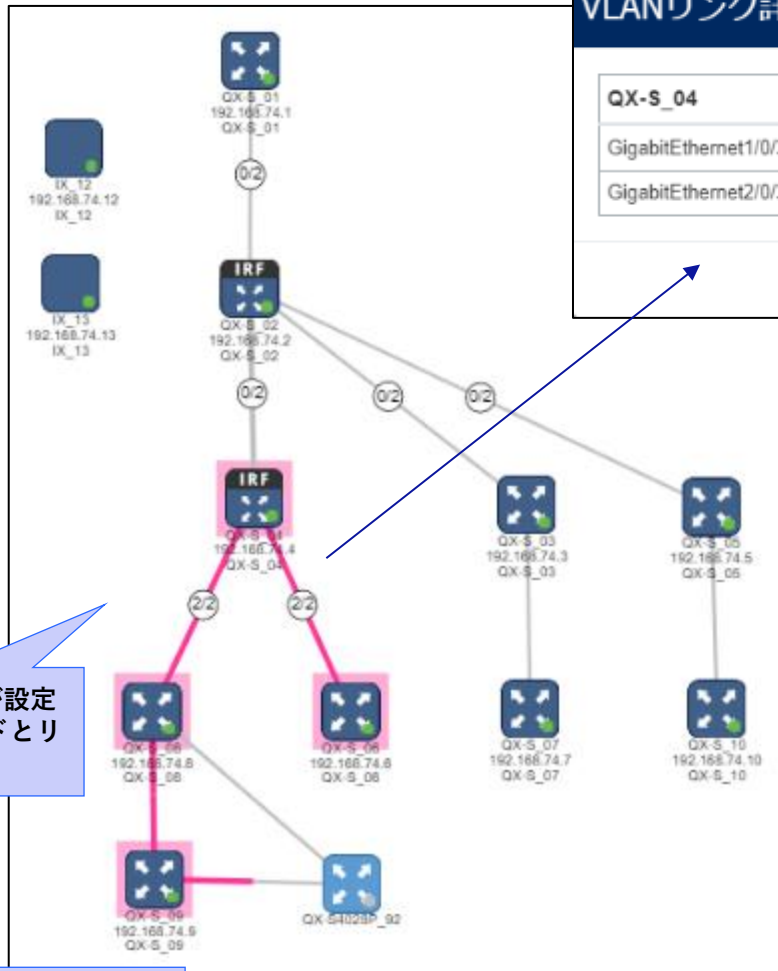 VLANリンク詳
QX-S_04
GigabitEthernet1/0/
GigabitEthernet2/0/
QX-S_01
192.168.74.1
QX-S_01
IX_12
192.168.74.12
IX_12
0/2
IX_13
192.168.74.13
IX_13
IRF
QX-S_02
192.168.74.2
QX-S_02
0/2
0/2
0/2
IRF
QX-S_04
192.168.74.4
QX-S_04
QX-S_03
192.168.74.3
QX-S_03
QX-S_05
192.168.74.5
QX-S_05
2/2
2/2
が設定
ドとリ
QX-S_08
192.168.74.8
QX-S_08
QX-S_06
192.168.74.6
QX-S_06
QX-S_07
192.168.74.7
QX-S_07
QX-S_10
192.168.74.10
QX-S_10
QX-S_09
192.168.74.9
QX-S_09
QX-S4028P_92